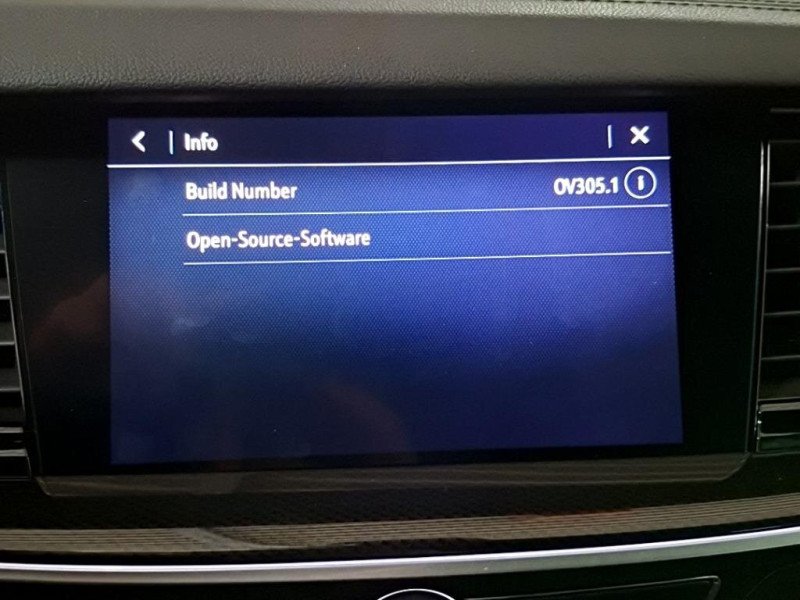 Info
Build Number OV305.1
Open-Source-Software